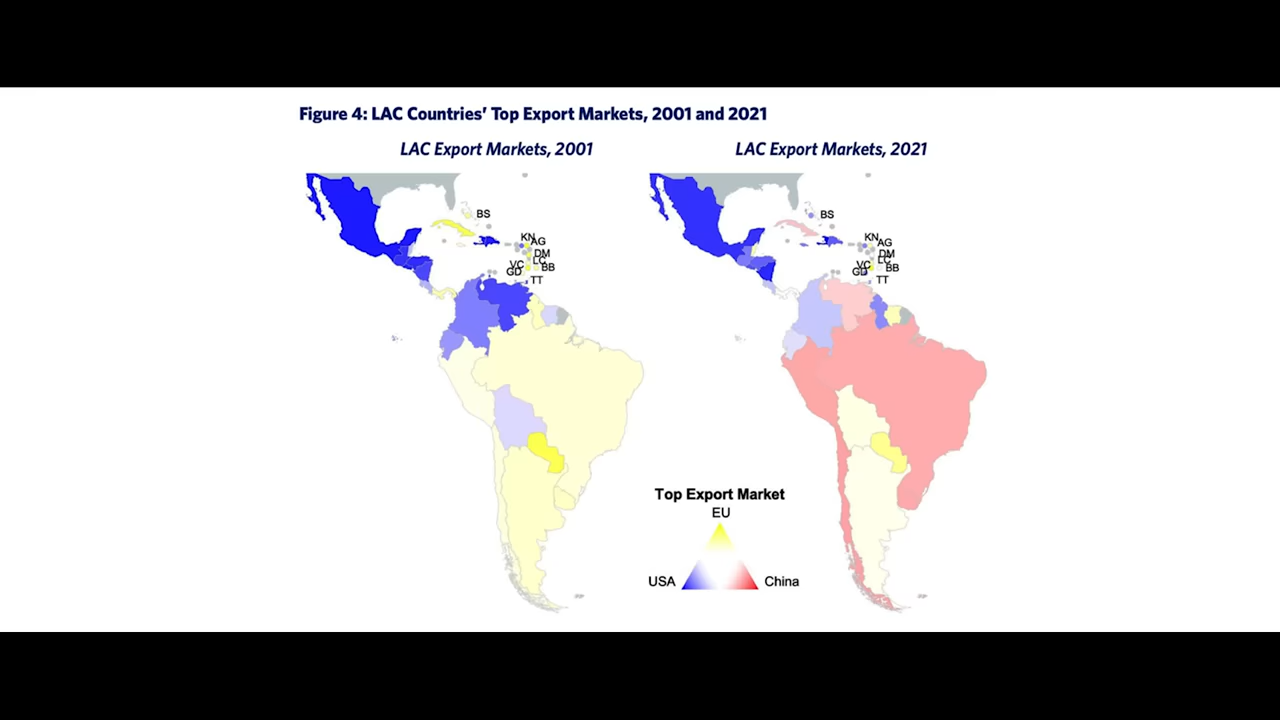 Figure 4: LAC Countries' Top Export Markets, 2001 and 2021
LAC Export Markets, 2001
LAC Export Markets, 2021
BS
KN
AG
DM
LC
VC
BB
GD
TT
BS
KN
AG
DM
LC
VC
BB
GD
TT
Top Export Market
EU
USA
China